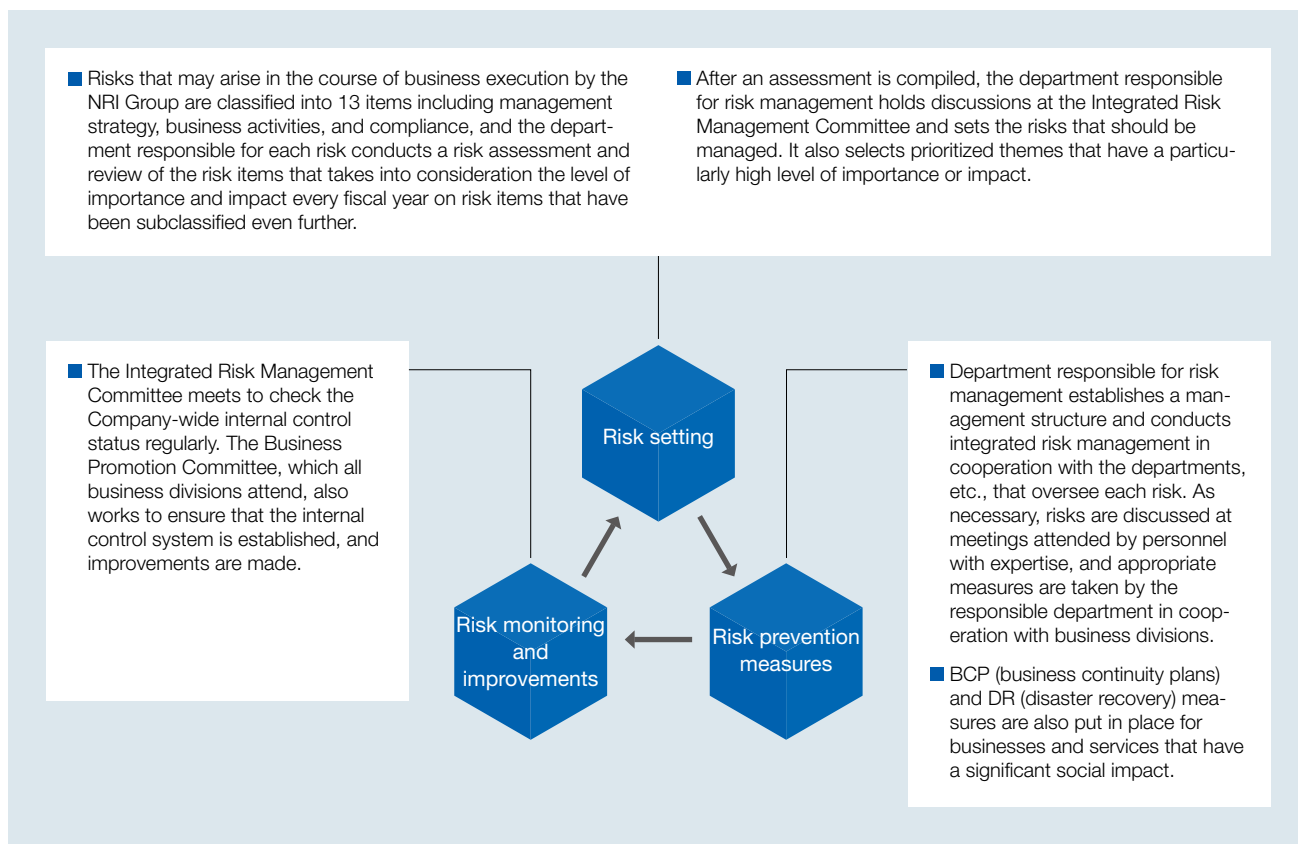 Risks that may arise in the course of business execution by the
NRI Group are classified into 13 items including management
strategy, business activities, and compliance, and the depart-
ment responsible for each risk conducts a risk assessment and
review of the risk items that takes into consideration the level of
importance and impact every fiscal year on risk items that have
been subclassified even further.
After an assessment is compiled, the department responsible
for risk management holds discussions at the Integrated Risk
Management Committee and sets the risks that should be
managed. It also selects prioritized themes that have a particu-
larly high level of importance or impact.
The Integrated Risk Management
Committee meets to check the
Company-wide internal control
status regularly. The Business
Promotion Committee, which all
business divisions attend, also
works to ensure that the internal
control system is established, and
improvements are made.
Risk setting
Risk monitoring
and
improvements
Risk prevention
measures
Department responsible for risk
management establishes a man-
agement structure and conducts
integrated risk management in
cooperation with the departments,
etc., that oversee each risk. As
necessary, risks are discussed at
meetings attended by personnel
with expertise, and appropriate
measures are taken by the
responsible department in coop-
eration with business divisions.
BCP (business continuity plans)
and DR (disaster recovery) mea-
sures are also put in place for
businesses and services that have
a significant social impact.